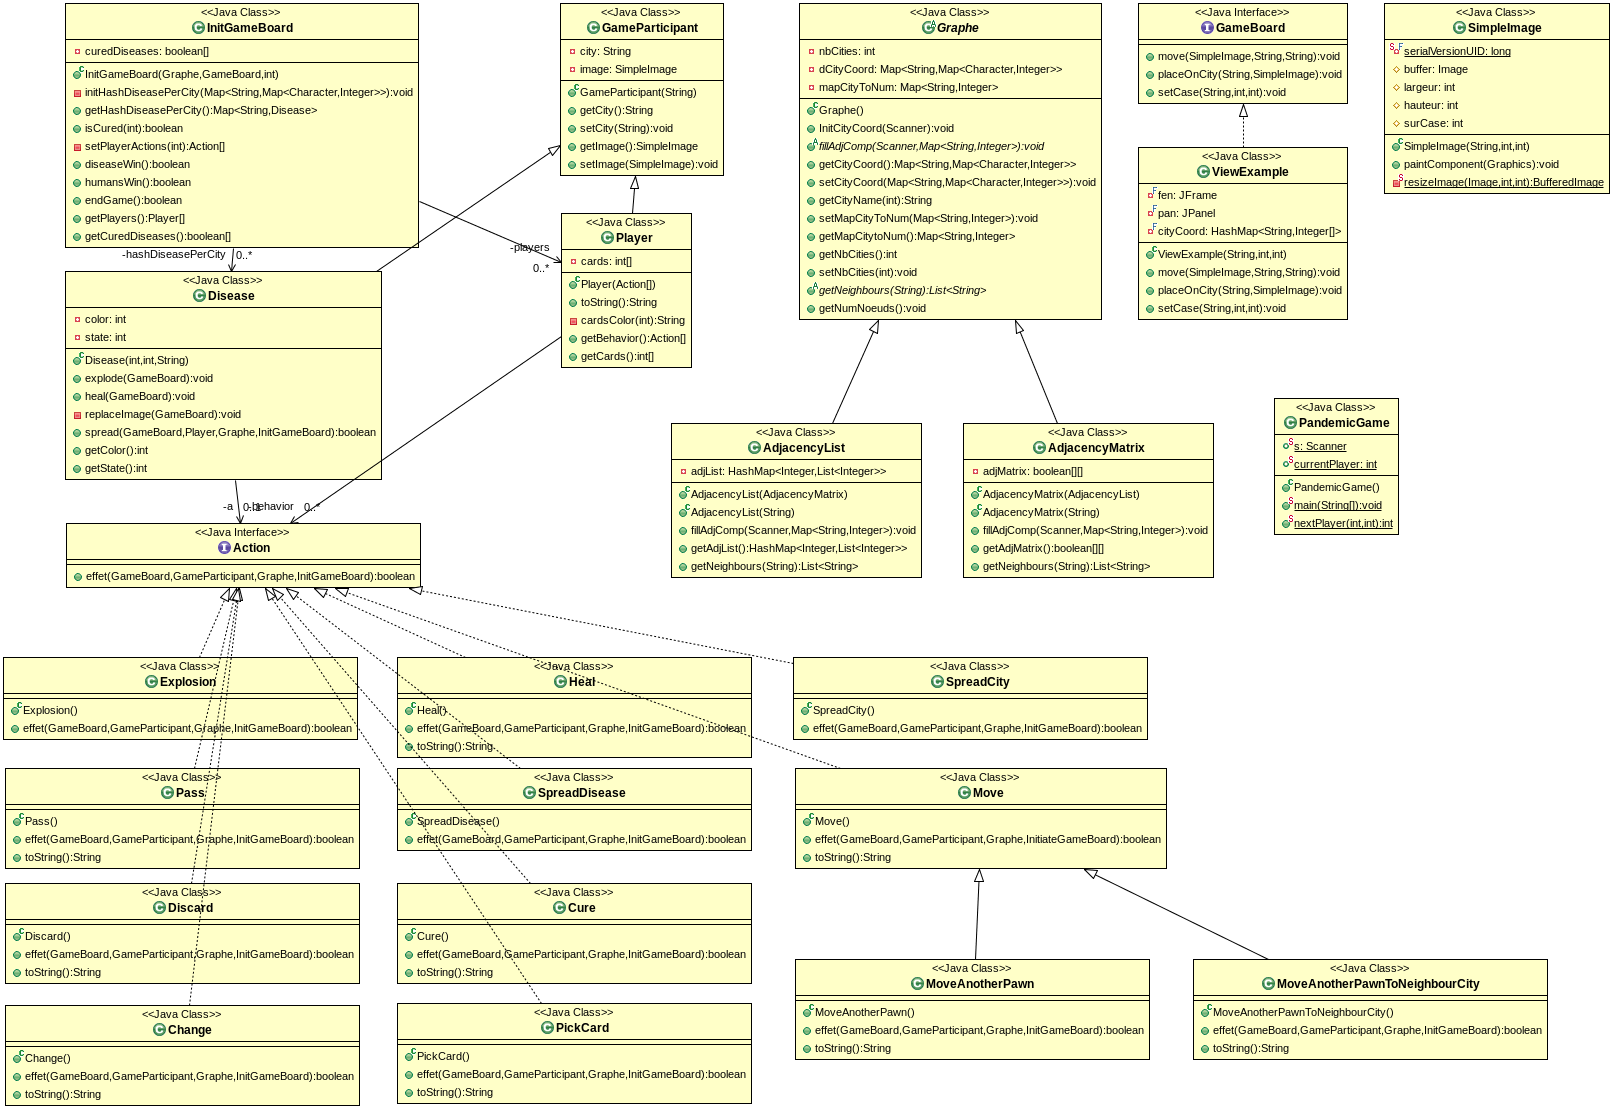 <<Java Class>>
InitGameBoard
curedDiseases: boolean[]
InitGameBoard(Graphe,GameBoard,int)
initHashDiseasePerCity(Map<String,Map<Character,Integer>>):void
getHashDiseasePerCity():Map<String,Disease>
isCured(int):boolean
setPlayerActions(int):Action[]
diseaseWin():boolean
humansWin():boolean
endGame():boolean
getPlayers():Player[]
getCuredDiseases():boolean[]
-hashDiseasePerCity 0..*
-players
0..*
<<Java Class>>
GameParticipant
city: String
image: SimpleImage
GameParticipant(String)
getCity():String
setCity(String):void
getImage():SimpleImage
setImage(SimpleImage):void
<<Java Class>>
Player
cards: int[]
Player(Action[])
toString():String
cardsColor(int):String
getBehavior():Action[]
getCards():int[]
<<Java Class>>
Graphe
nbCities: int
dCityCoord: Map<String,Map<Character,Integer>>
mapCityToNum: Map<String,Integer>
Graphe()
InitCityCoord(Scanner):void
fillAdjComp(Scanner,Map<String,Integer>):void
getCityCoord():Map<String,Map<Character,Integer>>
setCityCoord(Map<String,Map<Character,Integer>>):void
getCityName(int):String
setMapCityToNum(Map<String,Integer>):void
getMapCitytoNum():Map<String,Integer>
getNbCities():int
setNbCities(int):void
getNeighbours(String):List<String>
getNumNoeuds():void
<<Java Interface>>
GameBoard
move(SimpleImage,String,String):void
placeOnCity(String,SimpleImage):void
setCase(String,int,int):void
<<Java Class>>
ViewExample
fen: JFrame
pan: JPanel
cityCoord: HashMap<String,Integer[]>
ViewExample(String,int,int)
move(SimpleImage,String,String):void
placeOnCity(String,SimpleImage):void
setCase(String,int,int):void
<<Java Class>>
SimpleImage
serialVersionUID: long
buffer: Image
largeur: int
hauteur: int
surCase: int
SimpleImage(String,int,int)
paintComponent(Graphics):void
resizeImage(Image,int,int):BufferedImage
<<Java Class>>
Disease
color: int
state: int
Disease(int,int,String)
explode(GameBoard):void
heal(GameBoard):void
replaceImage(GameBoard):void
spread(GameBoard,Player,Graphe,InitGameBoard):boolean
getColor():int
getState():int
-a 0..1
-behavior 0..*
<<Java Class>>
AdjacencyList
adjList: HashMap<Integer,List<Integer>>
AdjacencyList(AdjacencyMatrix)
AdjacencyList(String)
fillAdjComp(Scanner,Map<String,Integer>):void
getAdjList():HashMap<Integer,List<Integer>>
getNeighbours(String):List<String>
<<Java Class>>
AdjacencyMatrix
adjMatrix: boolean[][]
AdjacencyMatrix(AdjacencyList)
AdjacencyMatrix(String)
fillAdjComp(Scanner,Map<String,Integer>):void
getAdjMatrix():boolean[][]
getNeighbours(String):List<String>
<<Java Class>>
PandemicGame
s: Scanner
currentPlayer: int
PandemicGame()
main(String[]):void
nextPlayer(int,int):int
<<Java Interface>>
Action
effet(GameBoard,GameParticipant,Graphe,InitGameBoard):boolean
<<Java Class>>
Explosion
Explosion()
effet(GameBoard,GameParticipant,Graphe,InitGameBoard):boolean
<<Java Class>>
Heal
Heal()
effet(GameBoard,GameParticipant,Graphe,InitGameBoard):boolean
toString():String
<<Java Class>>
SpreadCity
SpreadCity()
effet(GameBoard,GameParticipant,Graphe,InitGameBoard):boolean
<<Java Class>>
Pass
Pass()
effet(GameBoard,GameParticipant,Graphe,InitGameBoard):boolean
toString():String
<<Java Class>>
SpreadDisease
SpreadDisease()
effet(GameBoard,GameParticipant,Graphe,InitGameBoard):boolean
<<Java Class>>
Move
Move()
effet(GameBoard,GameParticipant,Graphe,InitiateGameBoard):boolean
toString():String
<<Java Class>>
Discard
Discard()
effet(GameBoard,GameParticipant,Graphe,InitGameBoard):boolean
toString():String
<<Java Class>>
Cure
Cure()
effet(GameBoard,GameParticipant,Graphe,InitGameBoard):boolean
toString():String
<<Java Class>>
MoveAnotherPawn
MoveAnotherPawn()
effet(GameBoard,GameParticipant,Graphe,InitGameBoard):boolean
toString():String
<<Java Class>>
MoveAnotherPawnToNeighbourCity
MoveAnotherPawnToNeighbourCity()
effet(GameBoard,GameParticipant,Graphe,InitGameBoard):boolean
toString():String
<<Java Class>>
Change
Change()
effet(GameBoard,GameParticipant,Graphe,InitGameBoard):boolean
toString():String
<<Java Class>>
PickCard
PickCard()
effet(GameBoard,GameParticipant,Graphe,InitGameBoard):boolean
toString():String